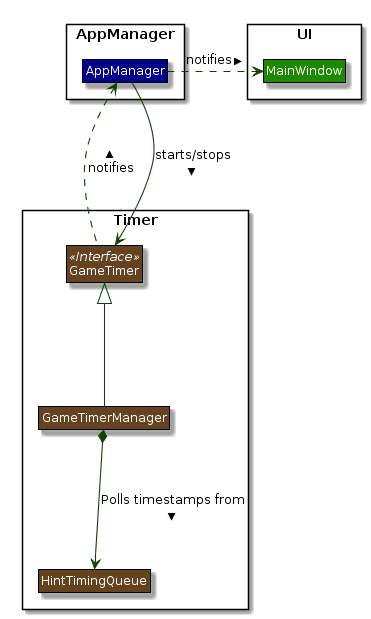 AppManager
UI
AppManager
notifies ▶
MainWindow
▲
notifies
starts/stops
▼
Timer
«Interface»
GameTimer
GameTimerManager
Polls timestamps from
▼
HintTimingQueue